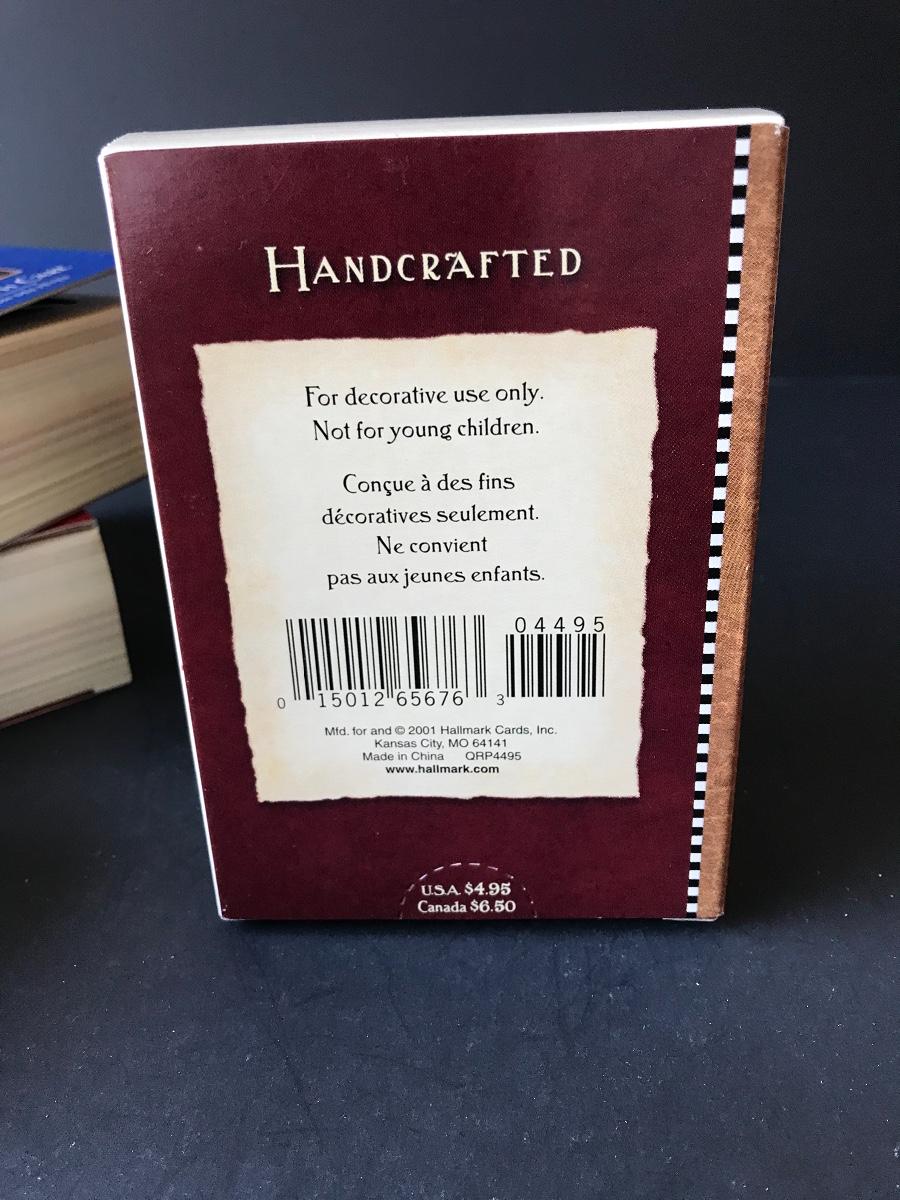 HANDCRAFTED
For decorative use only.
Not for young children.
Conçue à des fins
décoratives seulement.
Ne convient
pas aux jeunes enfants.
04495
0 15012 65676 3
Mfd. for and © 2001 Hallmark Cards, Inc.
Kansas City, MO 64141
Made in China QRP4495
www.hallmark.com
U.S.A. $4.95
Canada $6.50